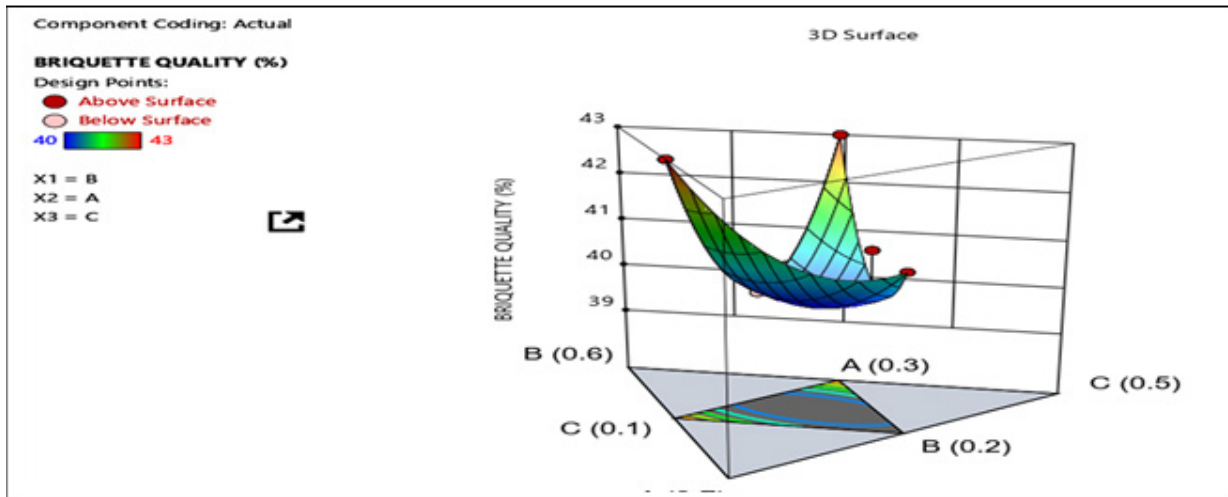 Component Coding: Actual
3D Surface
BRIQUETTE QUALITY (%)
Design Points:
Above Surface
Below Surface
40 43
X1 = B
X2 = A
X3 = C
BRIQUETTE QUALITY (%)
43
42
41
40
39
B (0.6)
A (0.3)
C (0.5)
C (0.1)
B (0.2)